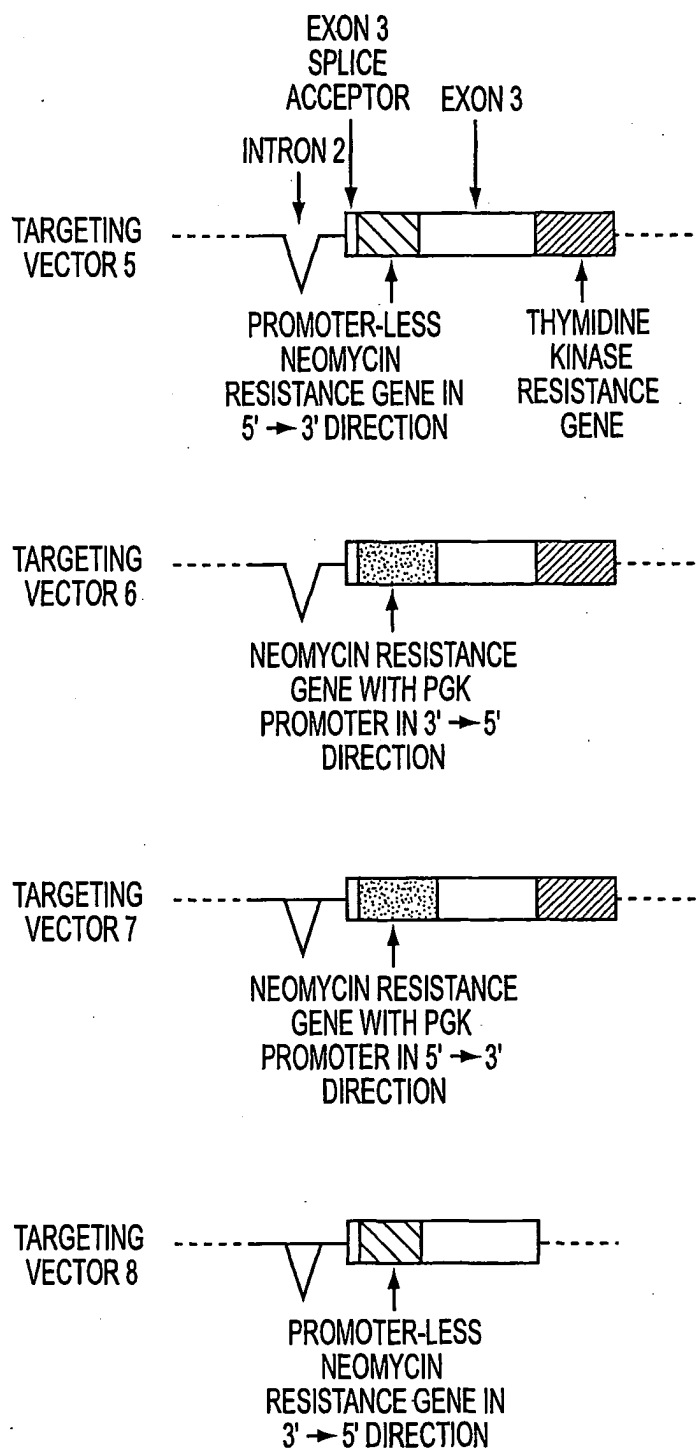 EXON 3
SPLICE
ACCEPTOR
EXON 3
INTRON 2
TARGETING
VECTOR 5
PROMOTER-LESS
NEOMYCIN
RESISTANCE GENE IN
5' → 3' DIRECTION
THYMIDINE
KINASE
RESISTANCE
GENE
TARGETING
VECTOR 6
NEOMYCIN RESISTANCE
GENE WITH PGK
PROMOTER IN 3' → 5'
DIRECTION
TARGETING
VECTOR 7
NEOMYCIN RESISTANCE
GENE WITH PGK
PROMOTER IN 5' → 3'
DIRECTION
TARGETING
VECTOR 8
PROMOTER-LESS
NEOMYCIN
RESISTANCE GENE IN
3' → 5' DIRECTION